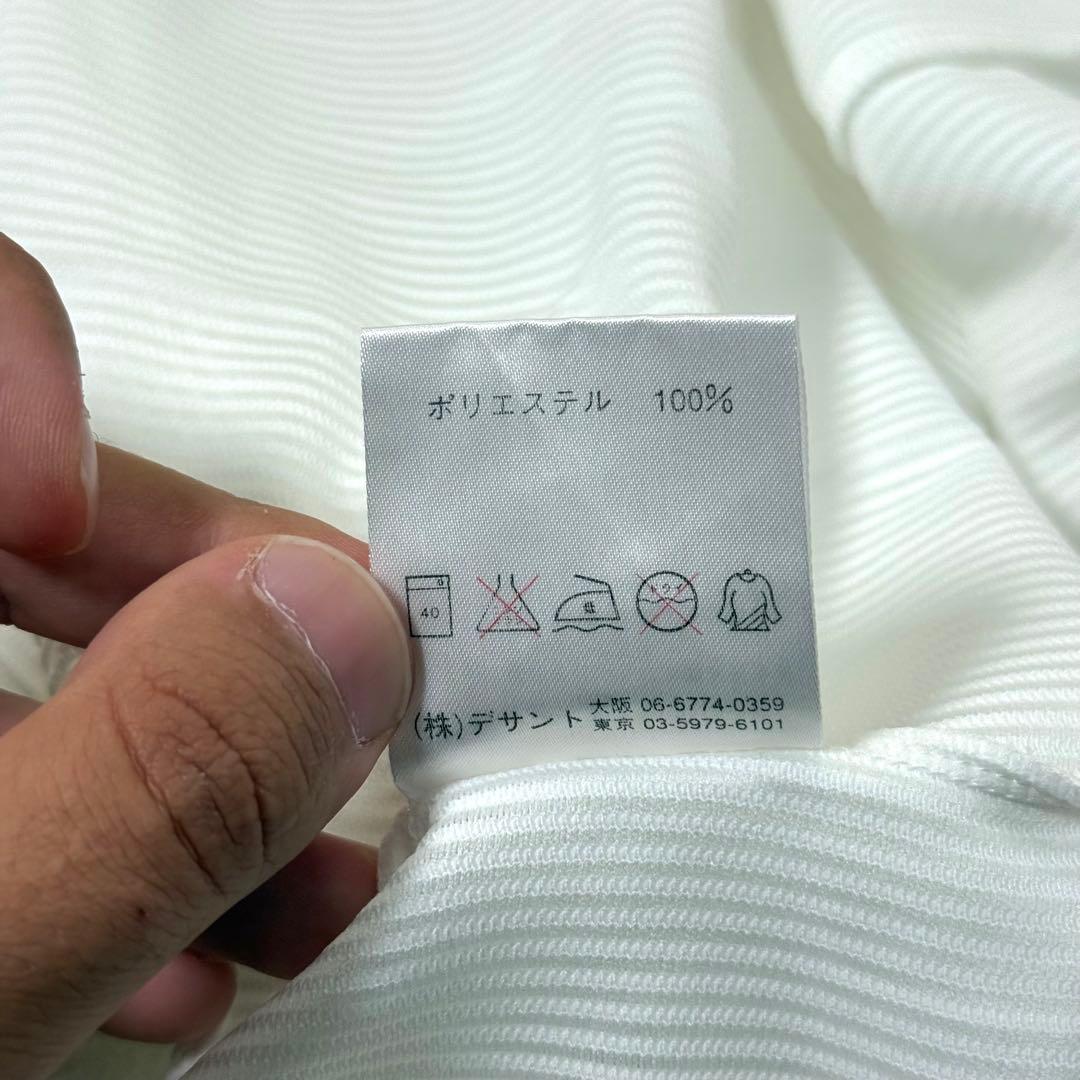 ポリエステル 100%
40
(株)デサント 大阪 06-6774-0359
東京 03-5979-6101